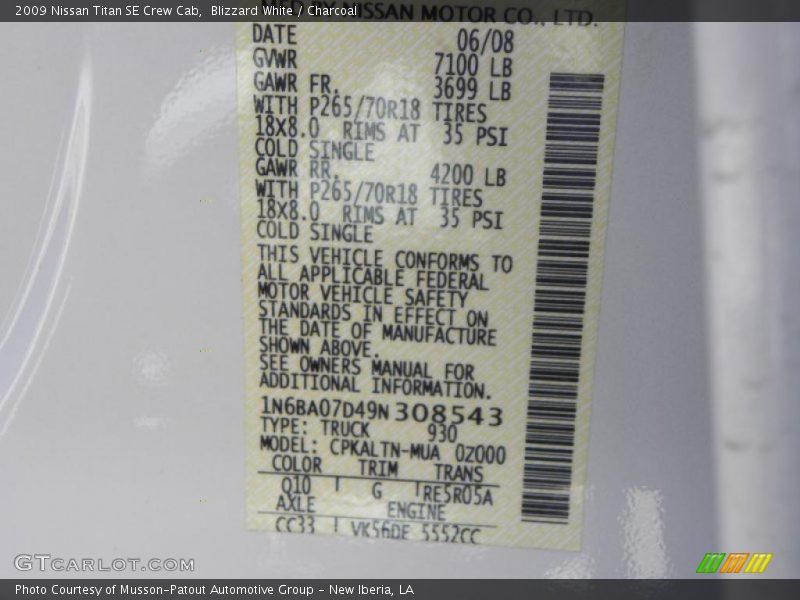 2009 Nissan Titan SE Crew Cab, Blizzard White / Charcoal
MFD BY NISSAN MOTOR CO., LTD.
DATE 06/08
GVWR 7100 LB
GAWR FR. 3699 LB
WITH P265/70R18 TIRES
18X8.0 RIMS AT 35 PSI
COLD SINGLE
GAWR RR. 4200 LB
WITH P265/70R18 TIRES
18X8.0 RIMS AT 35 PSI
COLD SINGLE
THIS VEHICLE CONFORMS TO
ALL APPLICABLE FEDERAL
MOTOR VEHICLE SAFETY
STANDARDS IN EFFECT ON
THE DATE OF MANUFACTURE
SHOWN ABOVE.
SEE OWNERS MANUAL FOR
ADDITIONAL INFORMATION.
1N6BA07D49N308543
TYPE: TRUCK 930
MODEL: CPKALTN-MUA 0Z000
COLOR TRIM TRANS
Q10 G RE5R05A
AXLE ENGINE
CC33 VK56DE 5552CC
GTCARLOT.COM
Photo Courtesy of Musson-Patout Automotive Group - New Iberia, LA